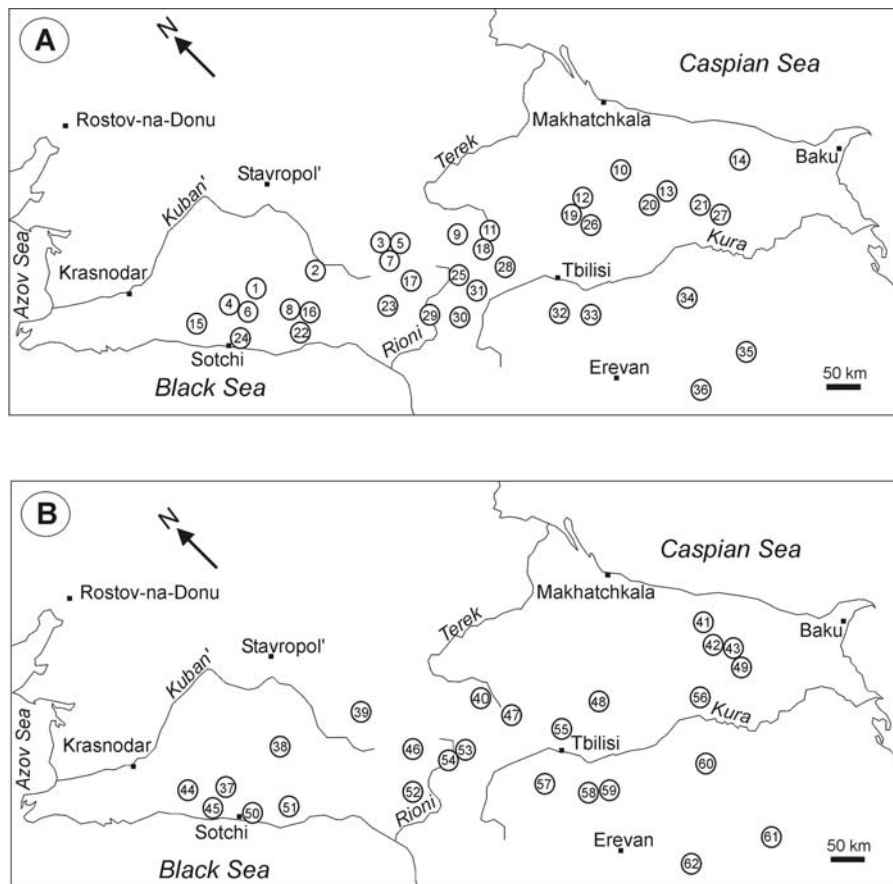 A
N
Caspian Sea
Rostov-na-Donu
Makhatchkala
Terek
Baku
14
10
Stavropol'
13
12
Kuban'
20
21
19
27
26
11
9
3
5
18
Kura
Azov Sea
7
28
2
25
Tbilisi
Krasnodar
17
1
31
34
4
23
6
8
16
29
30
32
33
15
22
24
Rioni
Sotchi
35
Erevan
Black Sea
36
50 km
B
N
Caspian Sea
Rostov-na-Donu
Makhatchkala
Terek
41
Baku
Stavropol'
42
43
Kuban'
49
40
48
56
39
47
Kura
Azov Sea
55
38
46
53
Tbilisi
Krasnodar
54
60
57
37
44
52
58
59
45
51
50
Rioni
Sotchi
61
Erevan
Black Sea
62
50 km